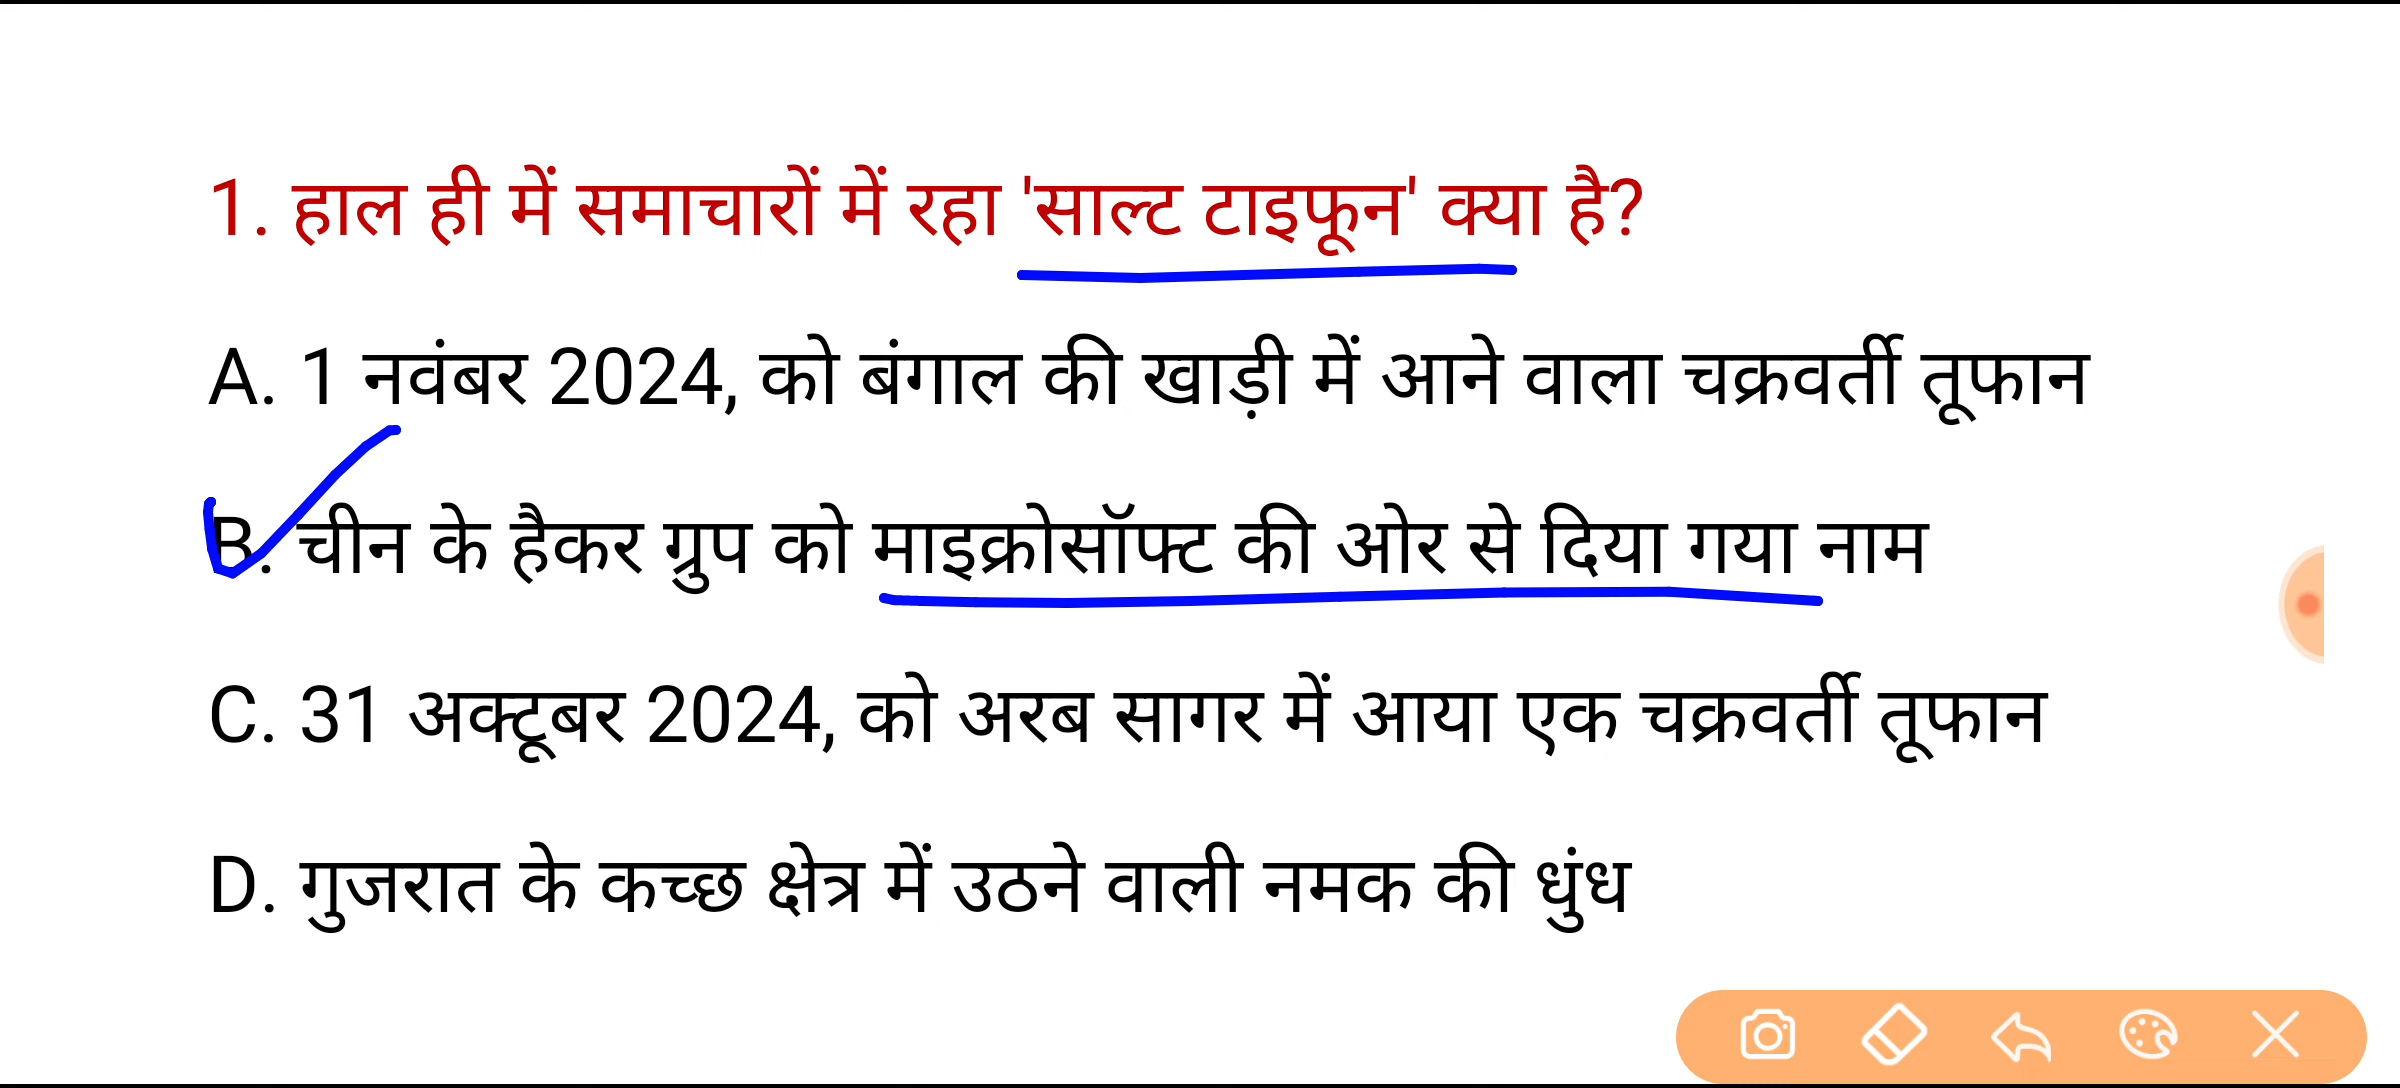 1. हाल ही में समाचारों में रहा 'साल्ट टाइफून' क्या है?
A. 1 नवंबर 2024, को बंगाल की खाड़ी में आने वाला चक्रवर्ती तूफान
B. चीन के हैकर ग्रुप को माइक्रोसॉफ्ट की ओर से दिया गया नाम
C. 31 अक्टूबर 2024, को अरब सागर में आया एक चक्रवर्ती तूफान
D. गुजरात के कच्छ क्षेत्र में उठने वाली नमक की धुंध